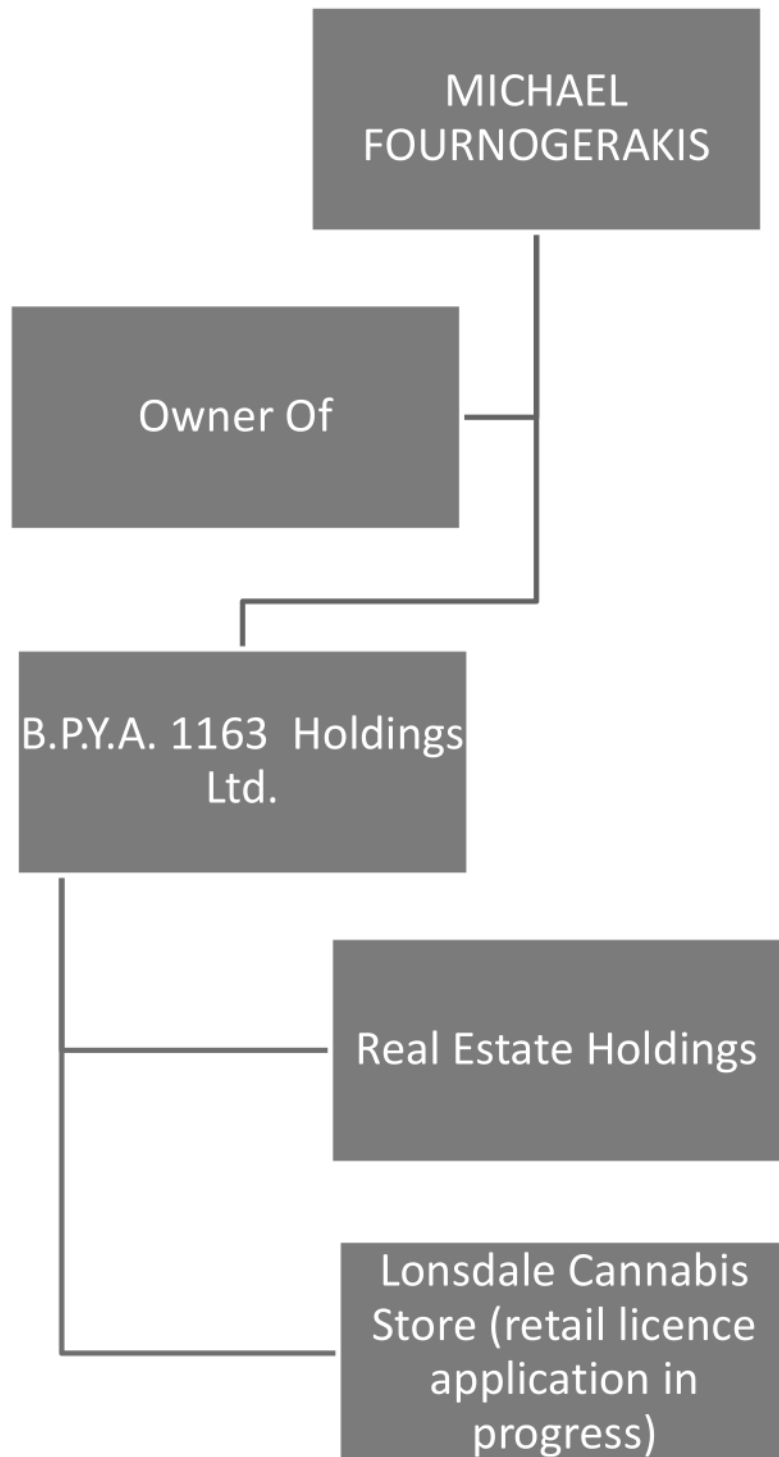 MICHAEL
FOURNOGERAKIS
Owner Of
B.P.Y.A. 1163  Holdings
Ltd.
Real Estate Holdings
Lonsdale Cannabis
Store (retail licence
application in
progress)